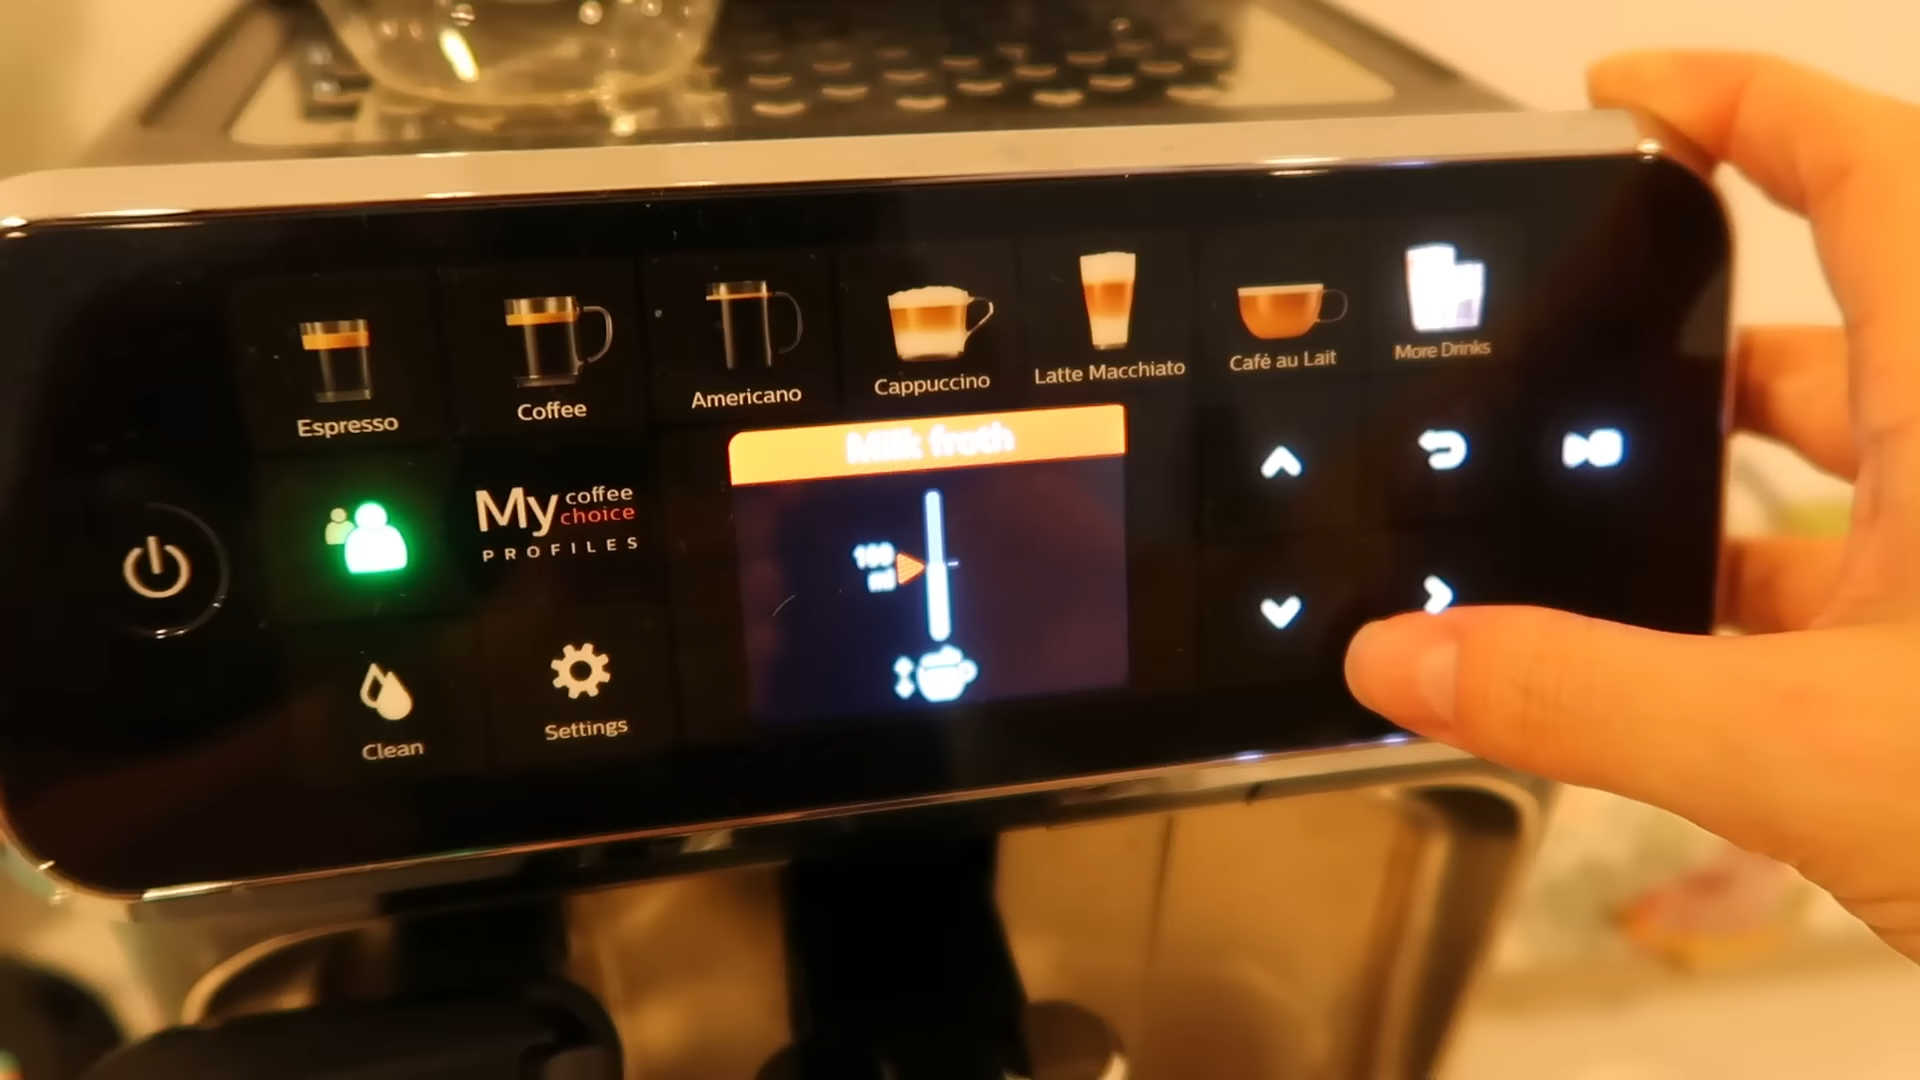 Espresso
Coffee
Americano
Cappuccino
Latte Macchiato
Café au Lait
More Drinks
My coffee choice
PROFILES
Milk froth
ml
Clean
Settings